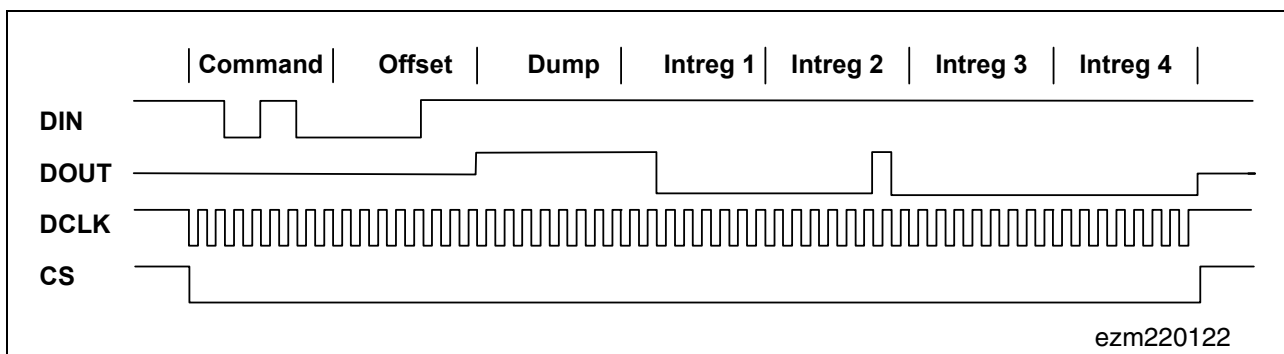 Command Offset Dump Intreg 1 Intreg 2 Intreg 3 Intreg 4
DIN
DOUT
DCLK
CS
ezm220122